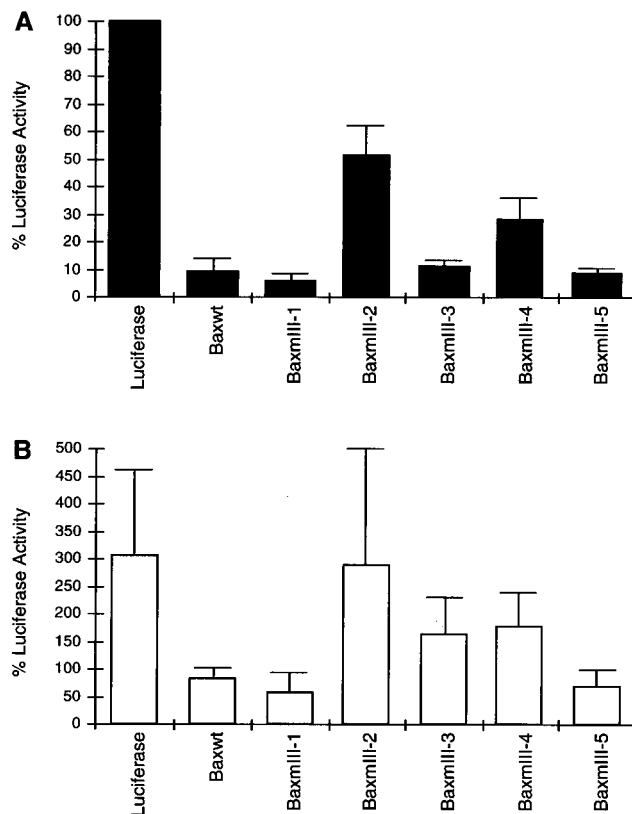 A
% Luciferase Activity
100
90
80
70
60
50
40
30
20
10
0
Luciferase
Baxwt
BaxmIII-1
BaxmIII-2
BaxmIII-3
BaxmIII-4
BaxmIII-5
B
% Luciferase Activity
500
450
400
350
300
250
200
150
100
50
0
Luciferase
Baxwt
BaxmIII-1
BaxmIII-2
BaxmIII-3
BaxmIII-4
BaxmIII-5